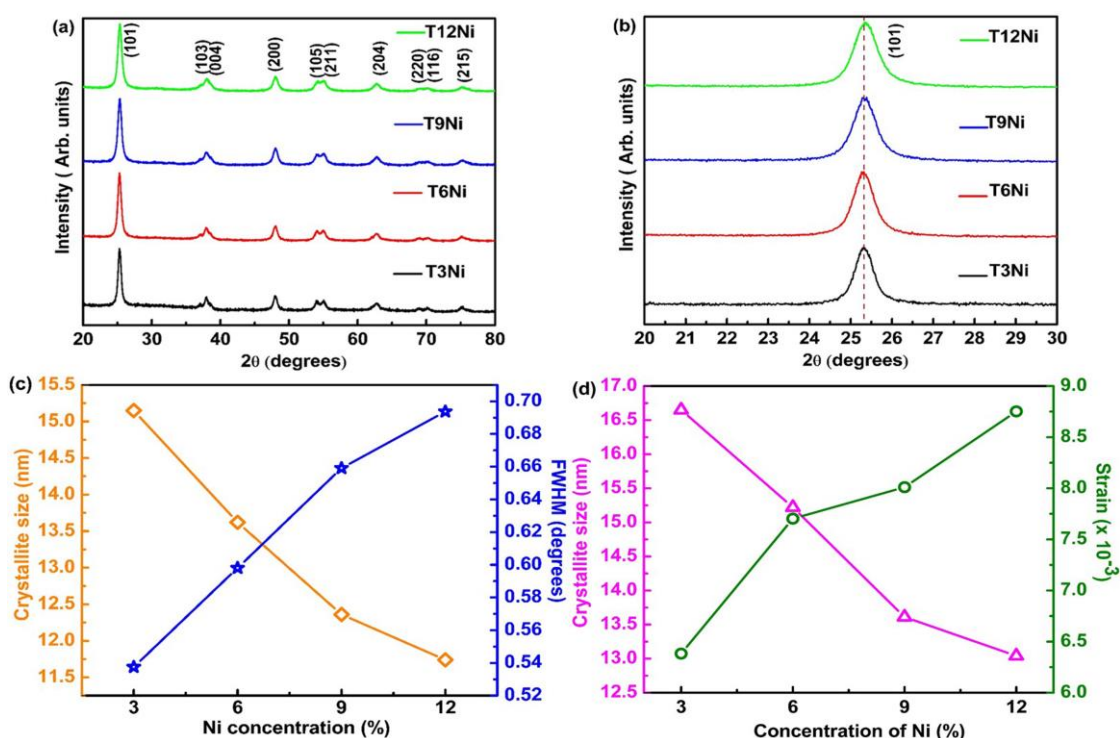 (a)
T12Ni
(101)
(103)
(004)
(200)
(105)
(211)
(204)
(220)
(116)
(215)
T9Ni
T6Ni
T3Ni
Intensity ( Arb. units)
20 30 40 50 60 70 80
2θ (degrees)
(b)
(101)
T12Ni
T9Ni
T6Ni
T3Ni
Intensity ( Arb. units)
20 21 22 23 24 25 26 27 28 29 30
2θ (degrees)
(c)
15.5
15.0
14.5
14.0
13.5
13.0
12.5
12.0
11.5
Crystallite size (nm)
0.70
0.68
0.66
0.64
0.62
0.60
0.58
0.56
0.54
0.52
FWHM (degrees)
3 6 9 12
Ni concentration (%)
(d)
17.0
16.5
16.0
15.5
15.0
14.5
14.0
13.5
13.0
12.5
Crystallite size (nm)
9.0
8.5
8.0
7.5
7.0
6.5
6.0
Strain (x 10⁻³)
3 6 9 12
Concentration of Ni (%)